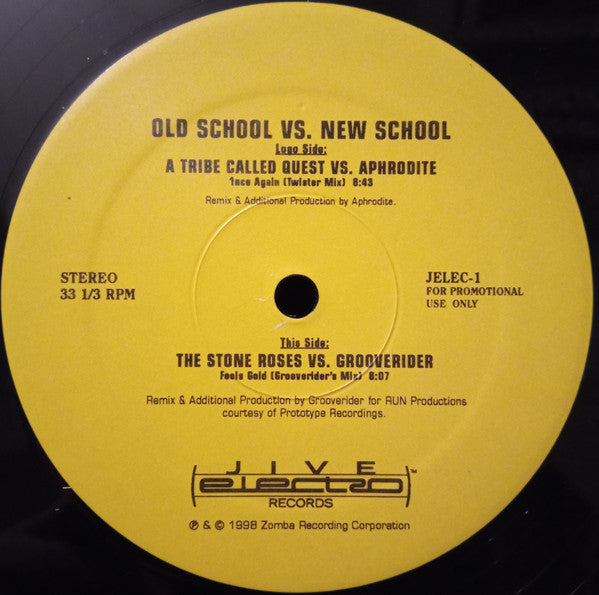 OLD SCHOOL VS. NEW SCHOOL
Logo Side:
A TRIBE CALLED QUEST VS. APHRODITE
1nce Again (Twister Mix) 6:43
Remix & Additional Production by Aphrodite.
STEREO
33 1/3 RPM
JELEC-1
FOR PROMOTIONAL
USE ONLY
This Side:
THE STONE ROSES VS. GROOVERIDER
Fools Gold (Grooverider's Mix) 6:07
Remix & Additional Production by Grooverider for RUN Productions
courtesy of Prototype Recordings.
JIVE
electro™
RECORDS
℗ & © 1998 Zomba Recording Corporation